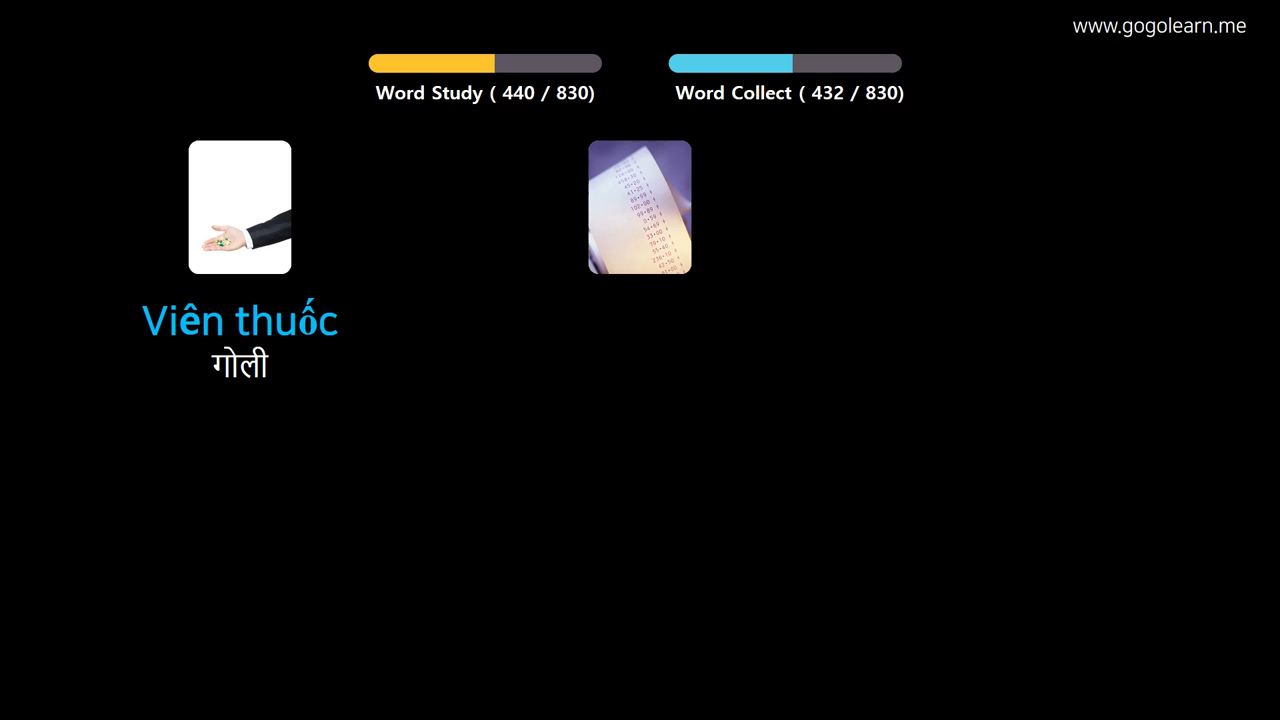 www.gogolearn.me
Word Study ( 440 / 830)
Word Collect ( 432 / 830)
Viên thuốc
गोली